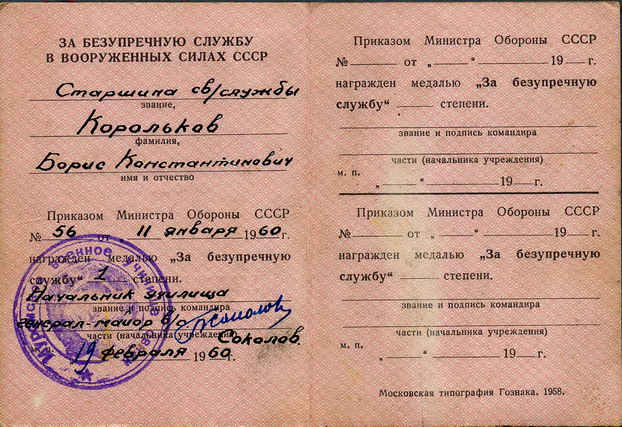 ЗА БЕЗУПРЕЧНУЮ СЛУЖБУ
В ВООРУЖЕННЫХ СИЛАХ СССР
Старшина св/службы
звание,
Корольков
фамилия,
Борис Константинович
имя и отчество
Приказом Министра Обороны СССР
№ 56 от „ 11 января 1960 г.
награжден медалью „За безупречную
службу“ 1 степени.
Начальник училища
звание и подпись командира
генерал-майор
части (начальника учреждения)
Соколов
19 февраля 1960 г.
Приказом Министра Обороны СССР
№ от „ “ 19 г.
награжден медалью „За безупречную
службу“ степени.
звание и подпись командира
части (начальника учреждения)
м. п.
„ “ 19 г.
Приказом Министра Обороны СССР
№ от „ “ 19 г.
награжден медалью „За безупречную
службу“ степени.
звание и подпись командира
части (начальника учреждения)
м. п.
„ “ 19 г.
Московская типография Гознака. 1958.